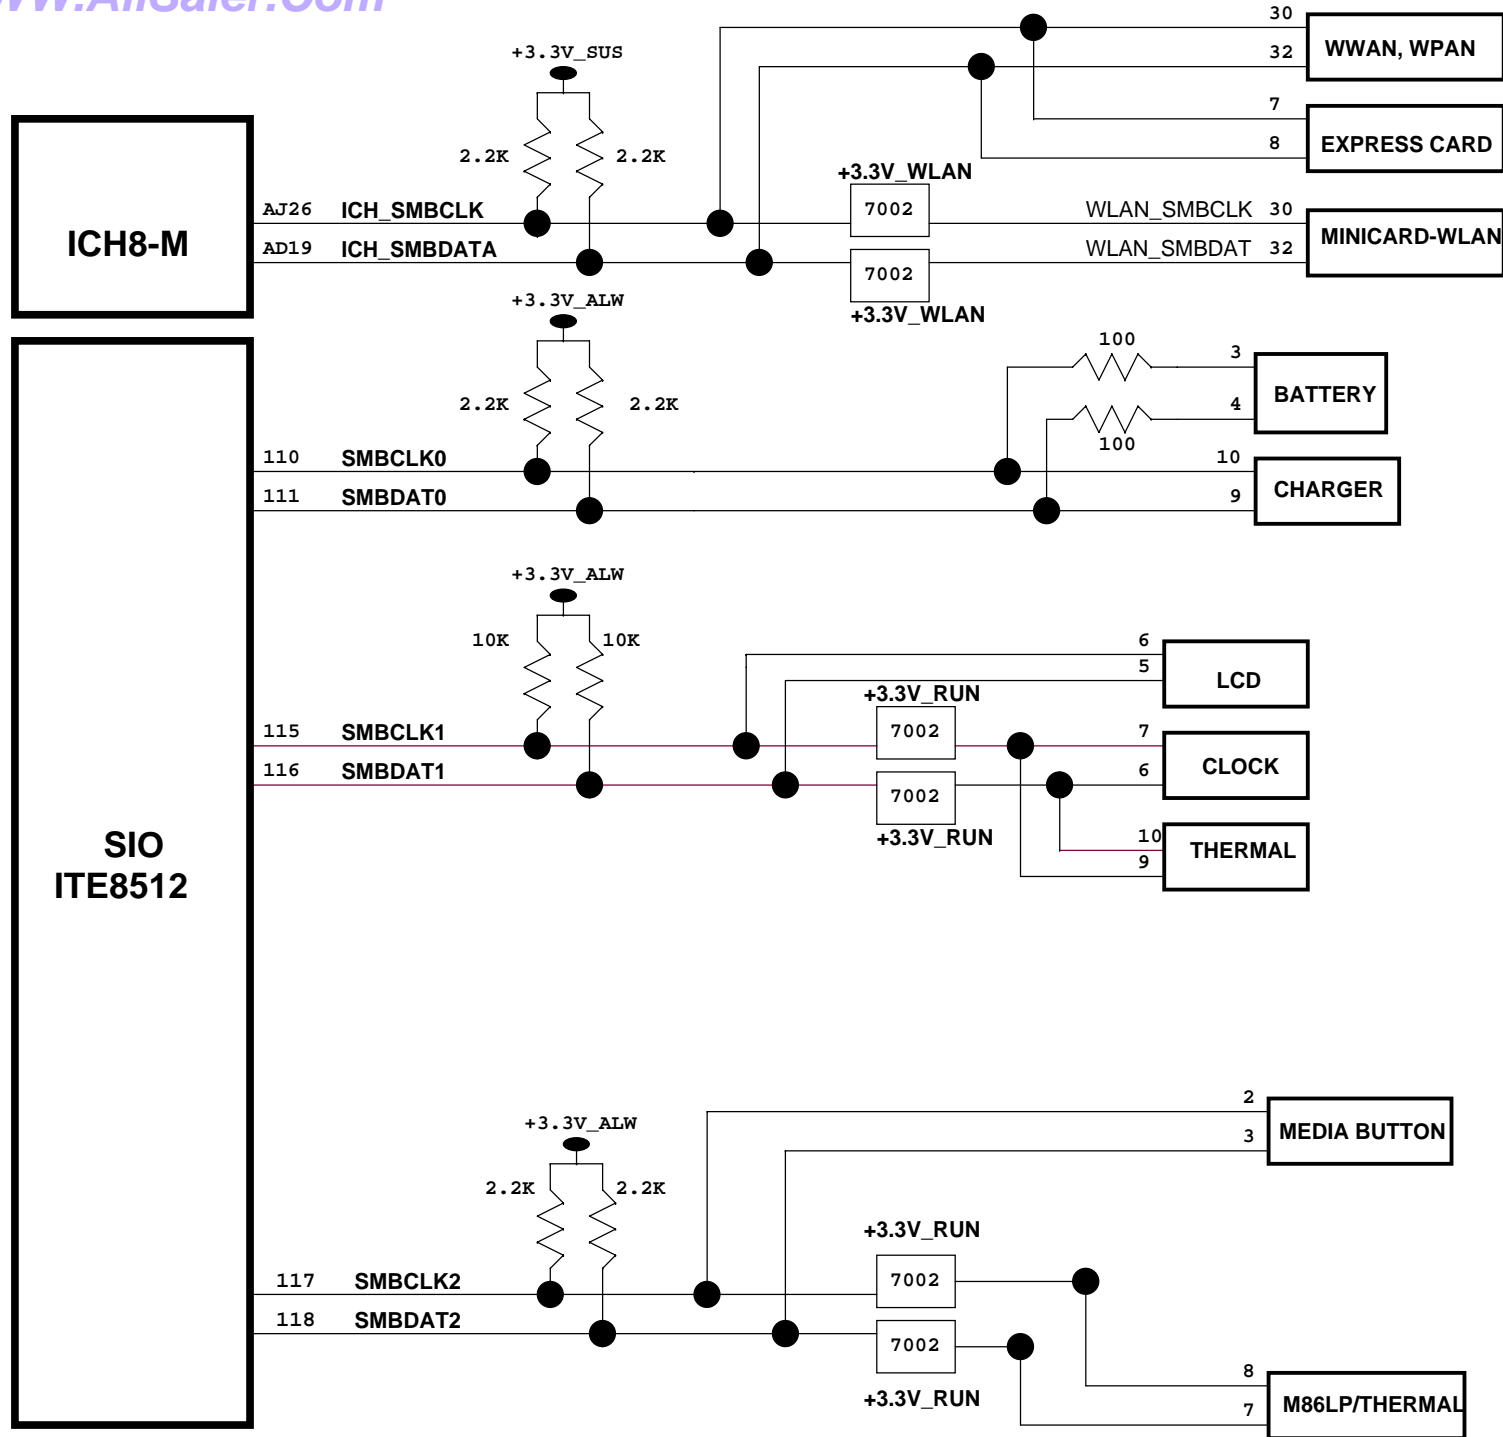 WWW.AliSaler.Com
30
+3.3V_SUS
WWAN, WPAN
32
7
2.2K
2.2K
8
EXPRESS CARD
+3.3V_WLAN
AJ26 ICH_SMBCLK
7002
WLAN_SMBCLK 30
ICH8-M
MINICARD-WLAN
AD19 ICH_SMBDATA
WLAN_SMBDAT 32
7002
+3.3V_ALW
+3.3V_WLAN
100
3
BATTERY
2.2K
2.2K
4
100
110 SMBCLK0
10
CHARGER
111 SMBDAT0
9
+3.3V_ALW
10K
10K
6
5
LCD
+3.3V_RUN
115 SMBCLK1
7002
7
CLOCK
116 SMBDAT1
6
7002
+3.3V_RUN
10
THERMAL
9
SIO
ITE8512
2
+3.3V_ALW
MEDIA BUTTON
3
2.2K
2.2K
+3.3V_RUN
117 SMBCLK2
7002
118 SMBDAT2
7002
8
+3.3V_RUN
M86LP/THERMAL
7